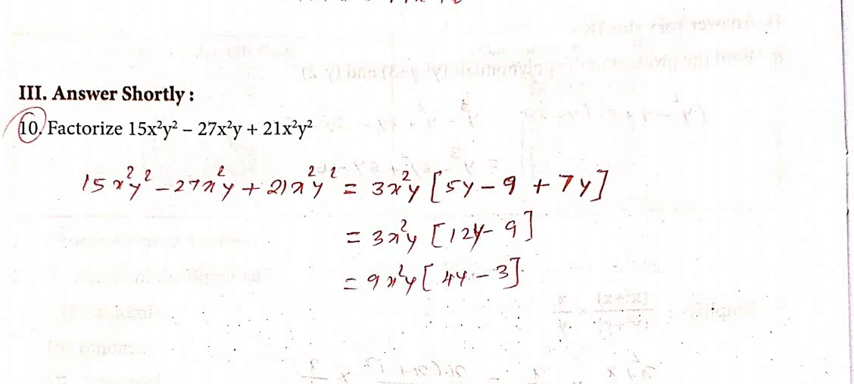 III. Answer Shortly :
10. Factorize 15x²y² – 27x²y + 21x²y²
15x²y² – 27x²y + 21x²y² = 3x²y [5y – 9 + 7y]
= 3x²y [12y – 9]
= 9x²y [4y – 3]